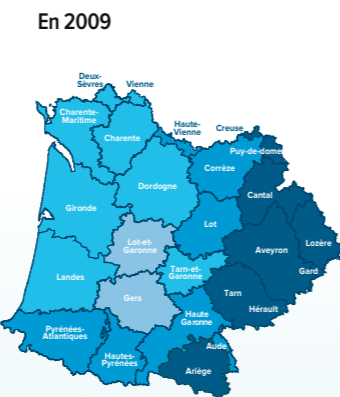 En 2009
Deux-
Sèvres
Vienne
Charente-
Maritime
Charente
Haute-
Vienne
Creuse
Puy-de-dome
Corrèze
Cantal
Dordogne
Gironde
Lot
Lot-et-
Garonne
Aveyron
Lozère
Tarn-et-
Garonne
Gard
Landes
Gers
Tarn
Hérault
Haute
Garonne
Pyrénées-
Atlantiques
Hautes-
Pyrénées
Aude
Ariège